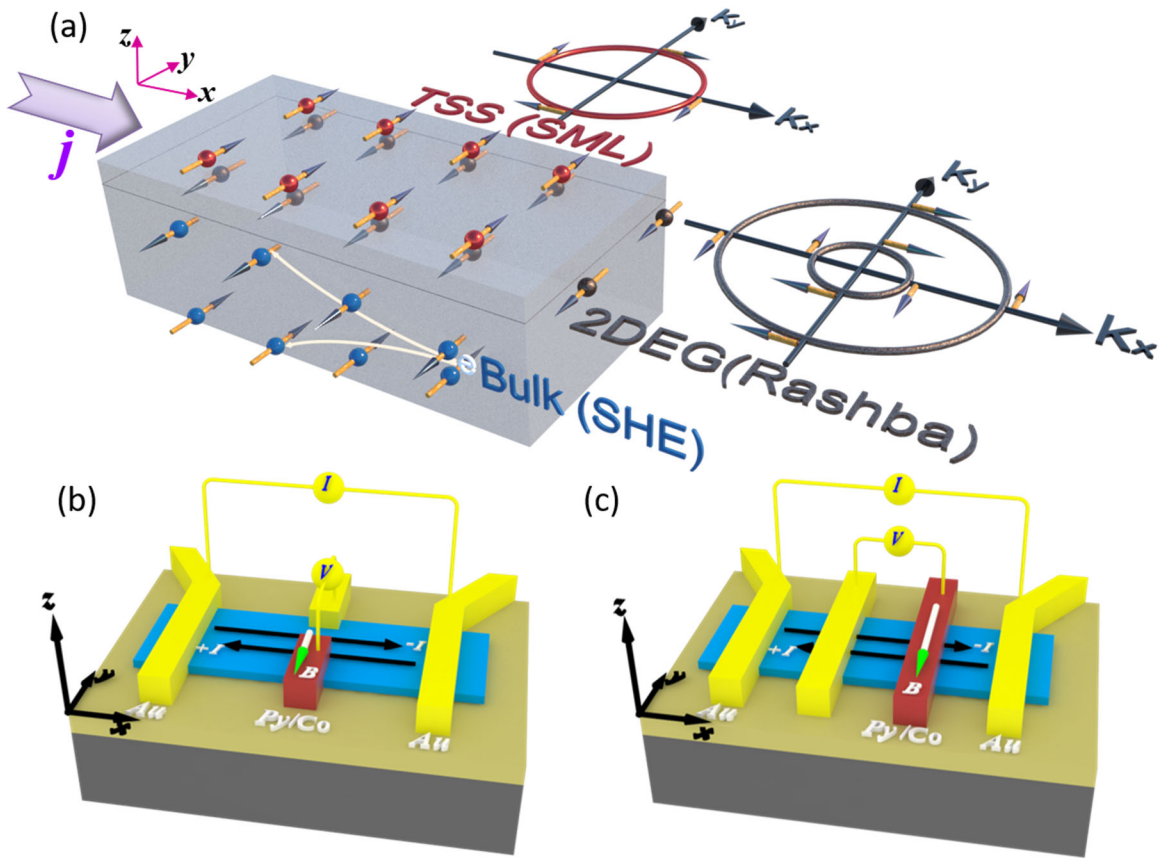 (a)
z
y
x
j
TSS (SML)
Ky
Kx
Ky
Kx
2DEG(Rashba)
e
Bulk (SHE)
(b)
I
V
z
y
x
+I
-I
B
Au
Py/Co
Au
(c)
I
V
z
y
x
+I
-I
B
Au
Py/Co
Au